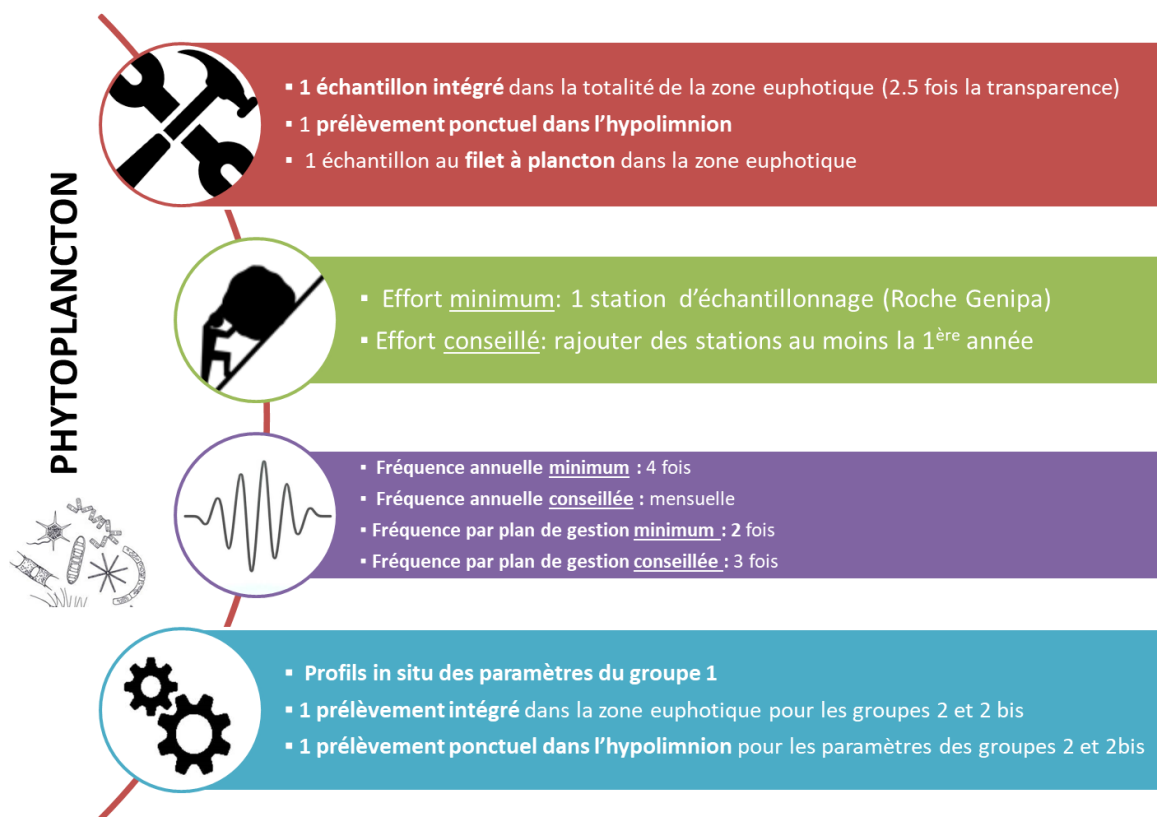 PHYTOPLANCTON
▪ 1 échantillon intégré dans la totalité de la zone euphotique (2.5 fois la transparence)
▪ 1 prélèvement ponctuel dans l'hypolimnion
▪ 1 échantillon au filet à plancton dans la zone euphotique
▪ Effort minimum: 1 station d'échantillonnage (Roche Genipa)
▪ Effort conseillé: rajouter des stations au moins la 1ère année
▪ Fréquence annuelle minimum : 4 fois
▪ Fréquence annuelle conseillée : mensuelle
▪ Fréquence par plan de gestion minimum : 2 fois
▪ Fréquence par plan de gestion conseillée : 3 fois
▪ Profils in situ des paramètres du groupe 1
▪ 1 prélèvement intégré dans la zone euphotique pour les groupes 2 et 2 bis
▪ 1 prélèvement ponctuel dans l'hypolimnion pour les paramètres des groupes 2 et 2bis